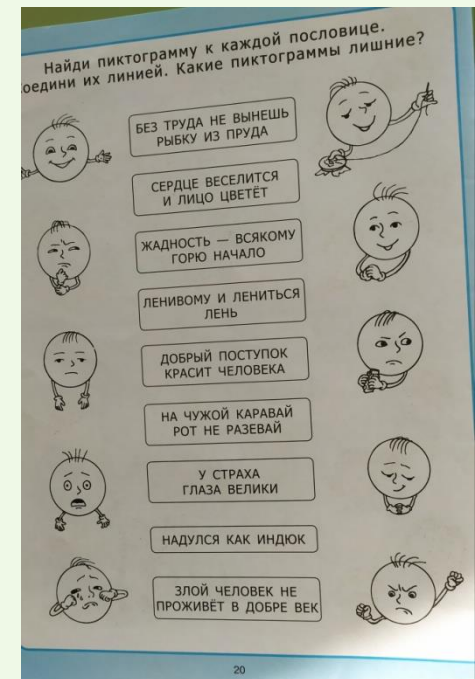 Найди пиктограмму к каждой пословице.
оедини их линией. Какие пиктограммы лишние?
БЕЗ ТРУДА НЕ ВЫНЕШЬ
РЫБКУ ИЗ ПРУДА
СЕРДЦЕ ВЕСЕЛИТСЯ
И ЛИЦО ЦВЕТЁТ
ЖАДНОСТЬ — ВСЯКОМУ
ГОРЮ НАЧАЛО
ЛЕНИВОМУ И ЛЕНИТЬСЯ
ЛЕНЬ
ДОБРЫЙ ПОСТУПОК
КРАСИТ ЧЕЛОВЕКА
НА ЧУЖОЙ КАРАВАЙ
РОТ НЕ РАЗЕВАЙ
У СТРАХА
ГЛАЗА ВЕЛИКИ
НАДУЛСЯ КАК ИНДЮК
ЗЛОЙ ЧЕЛОВЕК НЕ
ПРОЖИВЁТ В ДОБРЕ ВЕК
20